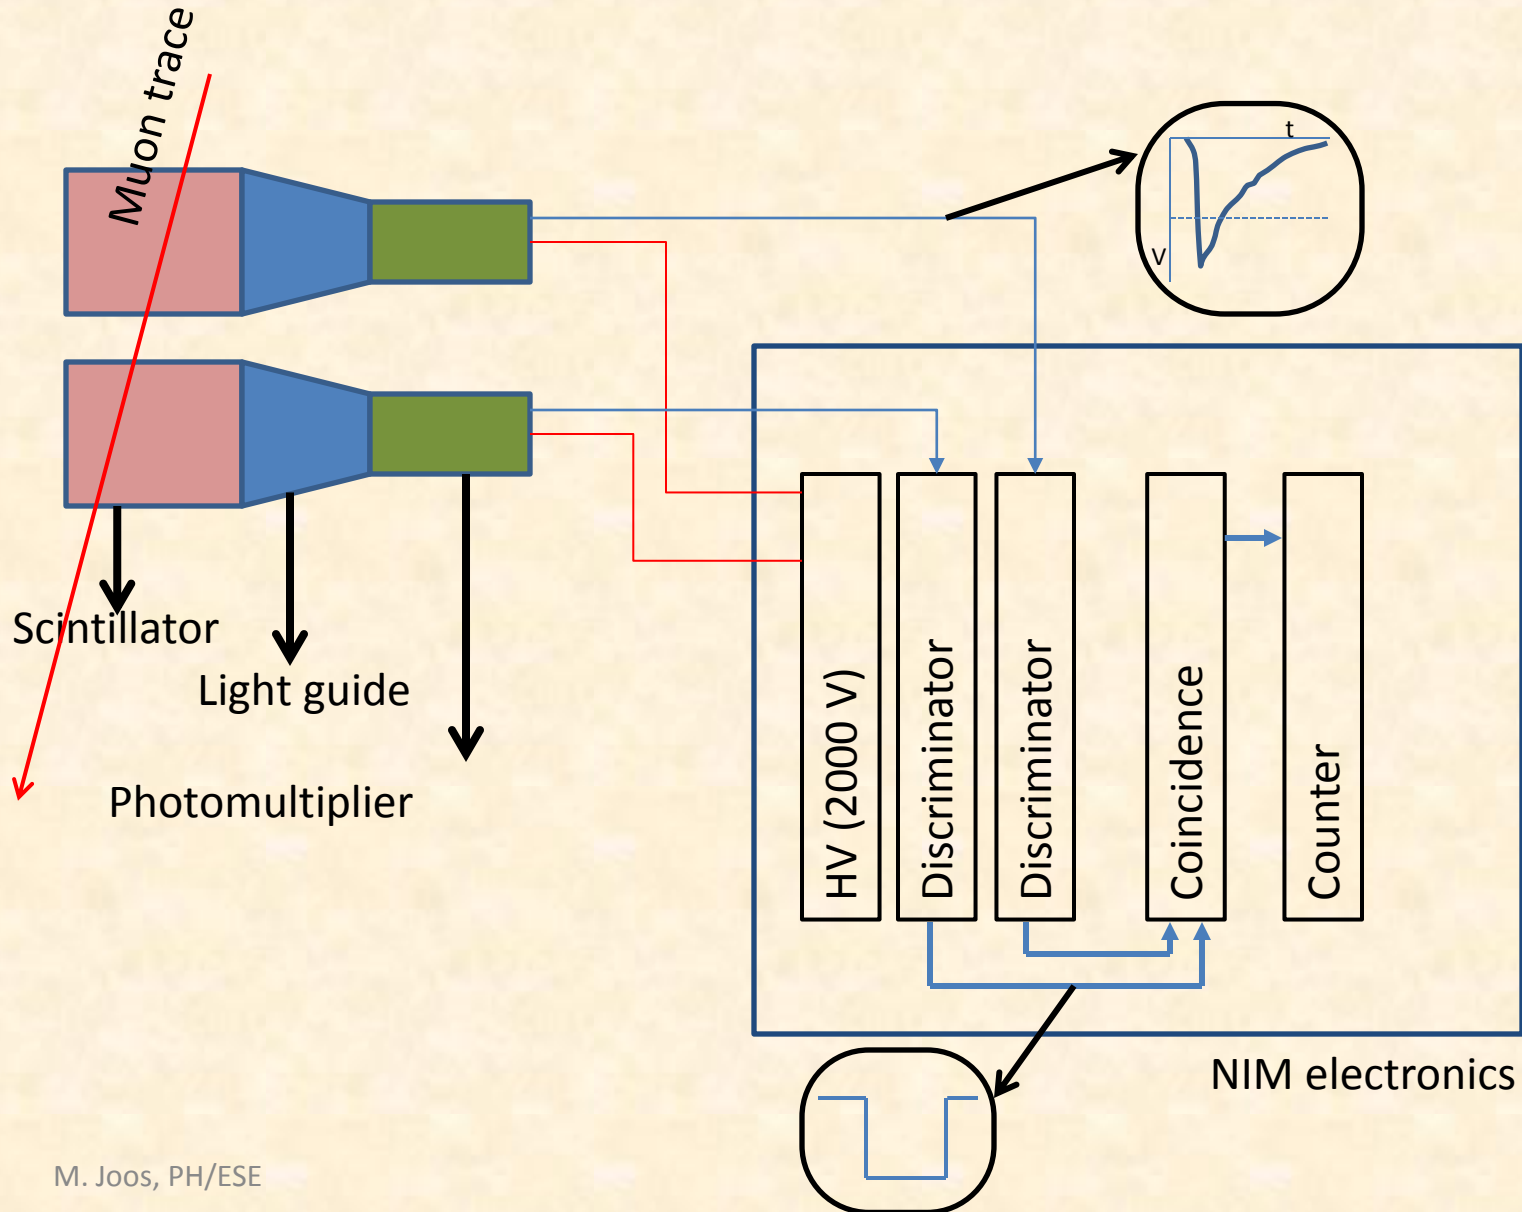 Muon trace
t
V
Scintillator
Light guide
Photomultiplier
HV (2000 V)
Discriminator
Discriminator
Coincidence
Counter
NIM electronics
M. Joos, PH/ESE